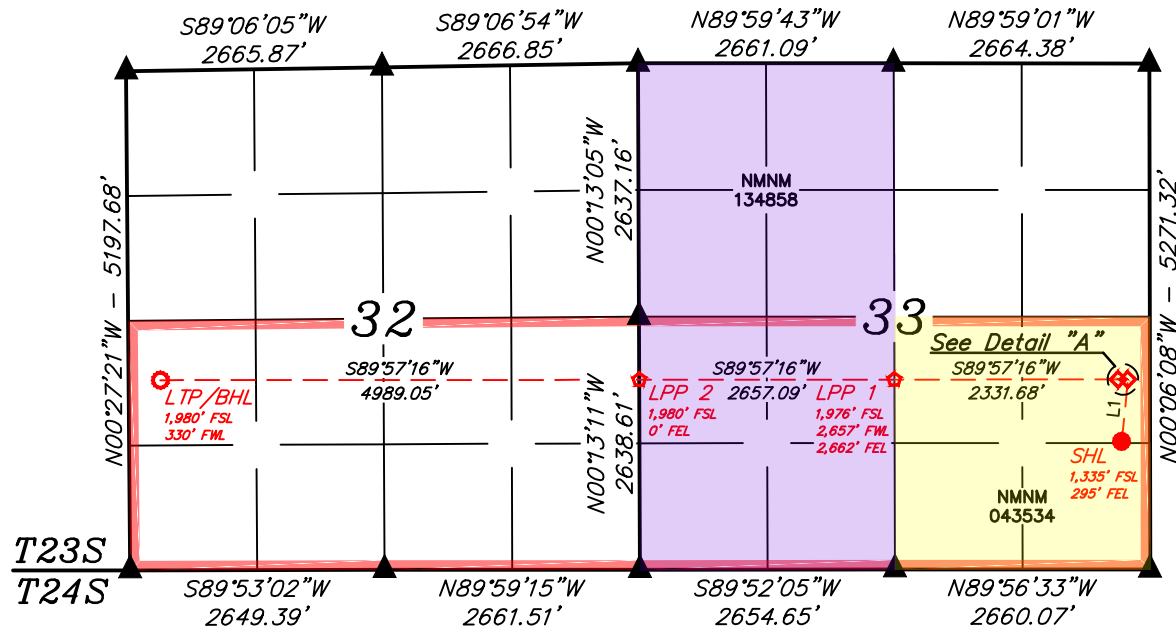 S89°06'05"W
2665.87'
S89°06'54"W
2666.85'
N89°59'43"W
2661.09'
N89°59'01"W
2664.38'
N00°27'21"W - 5197.68'
N00°13'05"W
2637.16'
NMNM
134858
N00°06'08"W - 5271.32'
32
33
See Detail "A"
S89°57'16"W
4989.05'
S89°57'16"W
2657.09'
S89°57'16"W
2331.68'
LTP/BHL
1,980' FSL
330' FWL
N00°13'11"W
2638.61'
LPP 2
1,980' FSL
0' FEL
LPP 1
1,976' FSL
2,657' FWL
2,662' FEL
L1
SHL
1,335' FSL
295' FEL
NMNM
043534
T23S
T24S
S89°53'02"W
2649.39'
N89°59'15"W
2661.51'
S89°52'05"W
2654.65'
N89°56'33"W
2660.07'